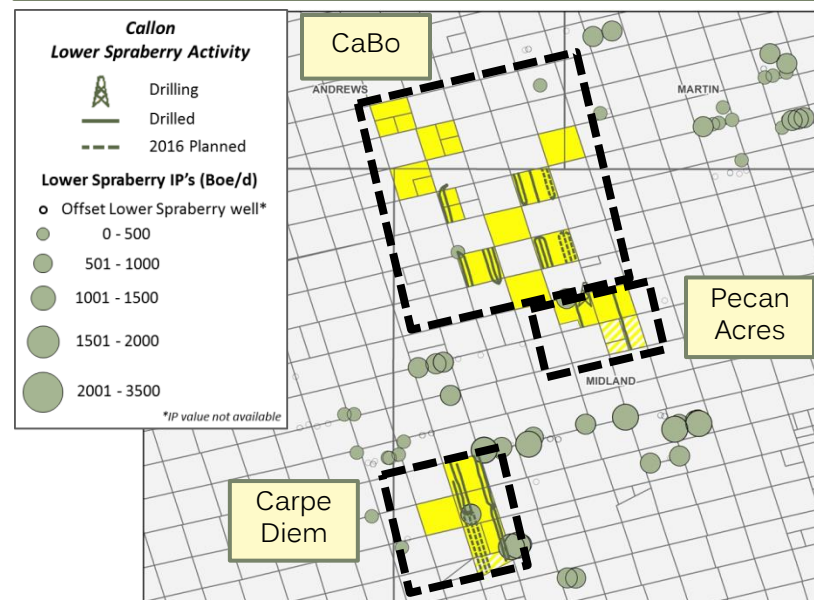 Callon
Lower Spraberry Activity
Drilling
Drilled
2016 Planned
Lower Spraberry IP's (Boe/d)
Offset Lower Spraberry well*
0 - 500
501 - 1000
1001 - 1500
1501 - 2000
2001 - 3500
*IP value not available
CaBo
ANDREWS
MARTIN
Pecan
Acres
MIDLAND
Carpe
Diem